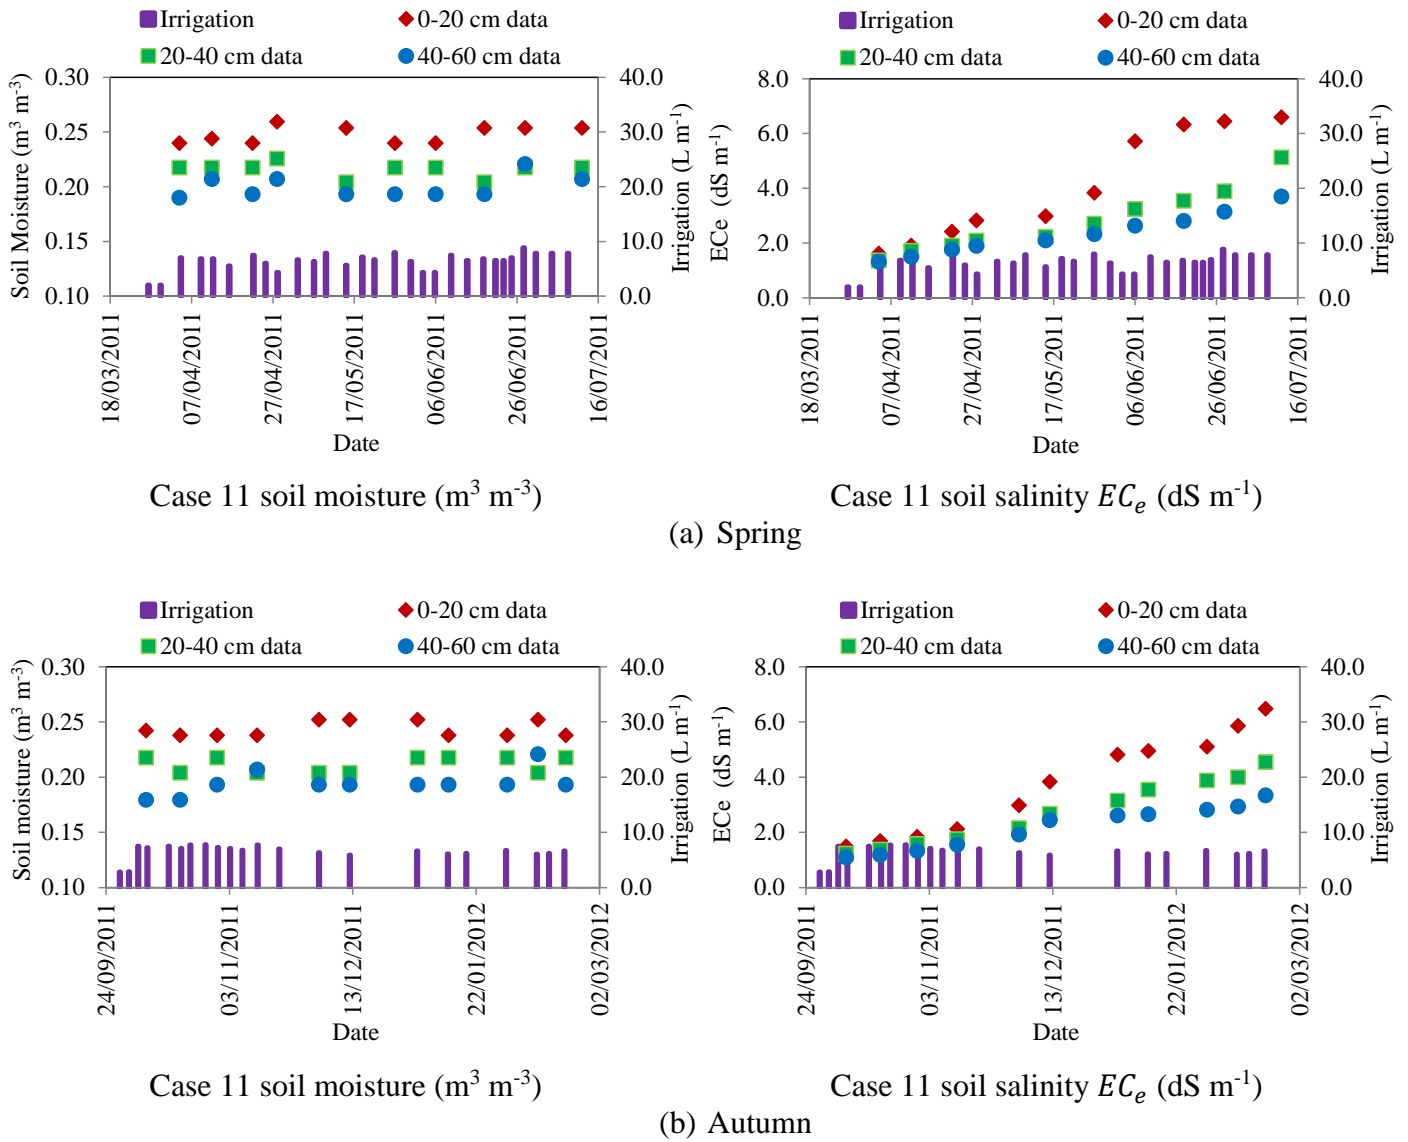 Irrigation
0-20 cm data
20-40 cm data
40-60 cm data
Soil Moisture (m³ m⁻³)
0.30
0.25
0.20
0.15
0.10
40.0
30.0
20.0
10.0
0.0
Irrigation (L m⁻¹)
18/03/2011
07/04/2011
27/04/2011
17/05/2011
06/06/2011
26/06/2011
16/07/2011
Date
Case 11 soil moisture (m³ m⁻³)
Irrigation
0-20 cm data
20-40 cm data
40-60 cm data
ECe (dS m⁻¹)
8.0
6.0
4.0
2.0
0.0
40.0
30.0
20.0
10.0
0.0
Irrigation (L m⁻¹)
18/03/2011
07/04/2011
27/04/2011
17/05/2011
06/06/2011
26/06/2011
16/07/2011
Date
Case 11 soil salinity ECₑ (dS m⁻¹)
(a) Spring
Irrigation
0-20 cm data
20-40 cm data
40-60 cm data
Soil moisture (m³ m⁻³)
0.30
0.25
0.20
0.15
0.10
40.0
30.0
20.0
10.0
0.0
Irrigation (L m⁻¹)
24/09/2011
03/11/2011
13/12/2011
22/01/2012
02/03/2012
Date
Case 11 soil moisture (m³ m⁻³)
Irrigation
0-20 cm data
20-40 cm data
40-60 cm data
ECe (dS m⁻¹)
8.0
6.0
4.0
2.0
0.0
40.0
30.0
20.0
10.0
0.0
Irrigation (L m⁻¹)
24/09/2011
03/11/2011
13/12/2011
22/01/2012
02/03/2012
Date
Case 11 soil salinity ECₑ (dS m⁻¹)
(b) Autumn